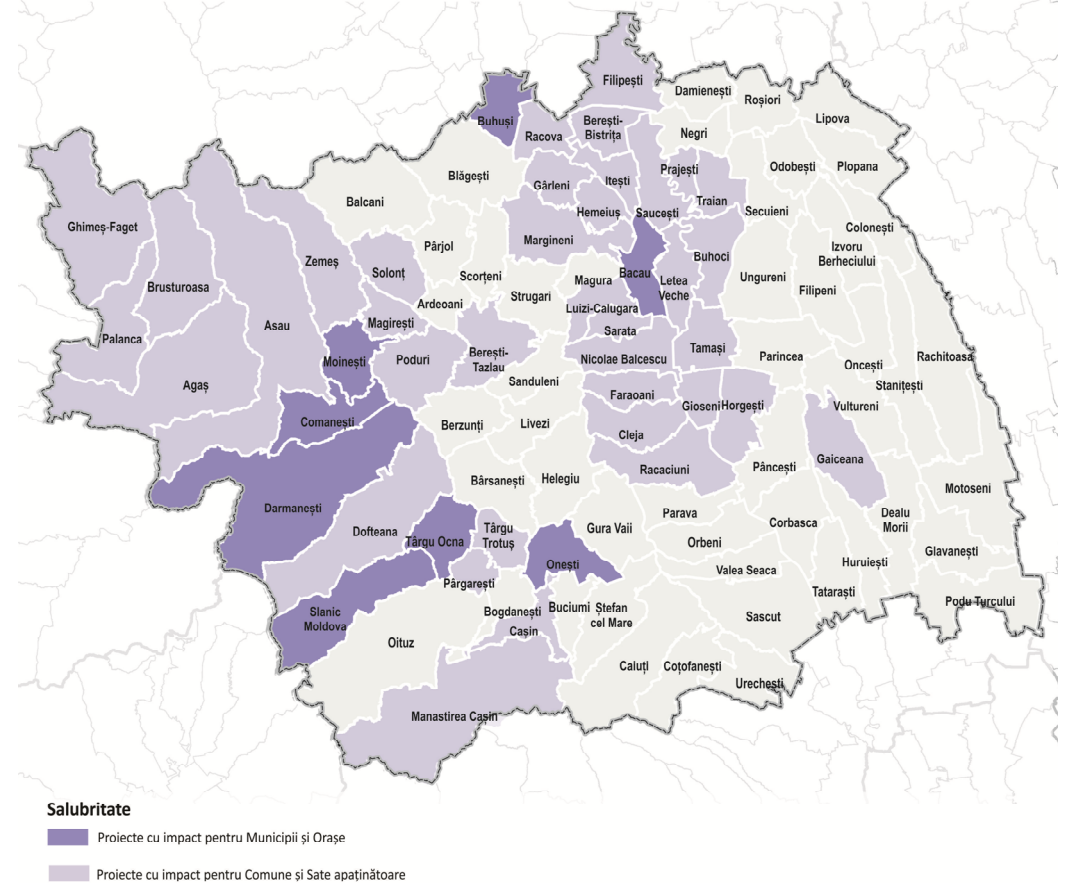 Filipești
Damienești
Roșiori
Lipova
Buhuși
Racova
Berești-
Bistrița
Negri
Odobești
Plopana
Blăgești
Itești
Prajești
Gârleni
Balcani
Traian
Secuieni
Hemeiuș
Saucești
Ghimeș-Faget
Colonești
Margineni
Pârjol
Izvoru
Berheciului
Buhoci
Zemeș
Solonț
Scorțeni
Bacau
Magura
Letea
Veche
Ungureni
Brusturoasa
Filipeni
Strugari
Ardeoani
Luizi-Calugara
Asau
Magirești
Sarata
Palanca
Tamași
Berești-
Tazlau
Nicolae Balcescu
Parincea
Rachitoasa
Moinești
Poduri
Oncești
Agaș
Sanduleni
Stanițești
Faraoani
Gioseni
Horgești
Vultureni
Comanești
Berzunți
Livezi
Cleja
Gaiceana
Racaciuni
Pâncești
Bârsanești
Helegiu
Motoseni
Darmanești
Parava
Dealu
Morii
Dofteana
Târgu
Trotuș
Gura Vaii
Corbasca
Târgu Ocna
Orbeni
Glavanești
Onești
Huruiești
Valea Seaca
Pârgarești
Tatarași
Podu Turcului
Slanic
Moldova
Bogdanești
Buciumi
Ștefan
cel Mare
Sascut
Cașin
Oituz
Caiuți
Coțofanești
Urechești
Manastirea Cașin
Salubritate
Proiecte cu impact pentru Municipii și Orașe
Proiecte cu impact pentru Comune și Sate apaținătoare